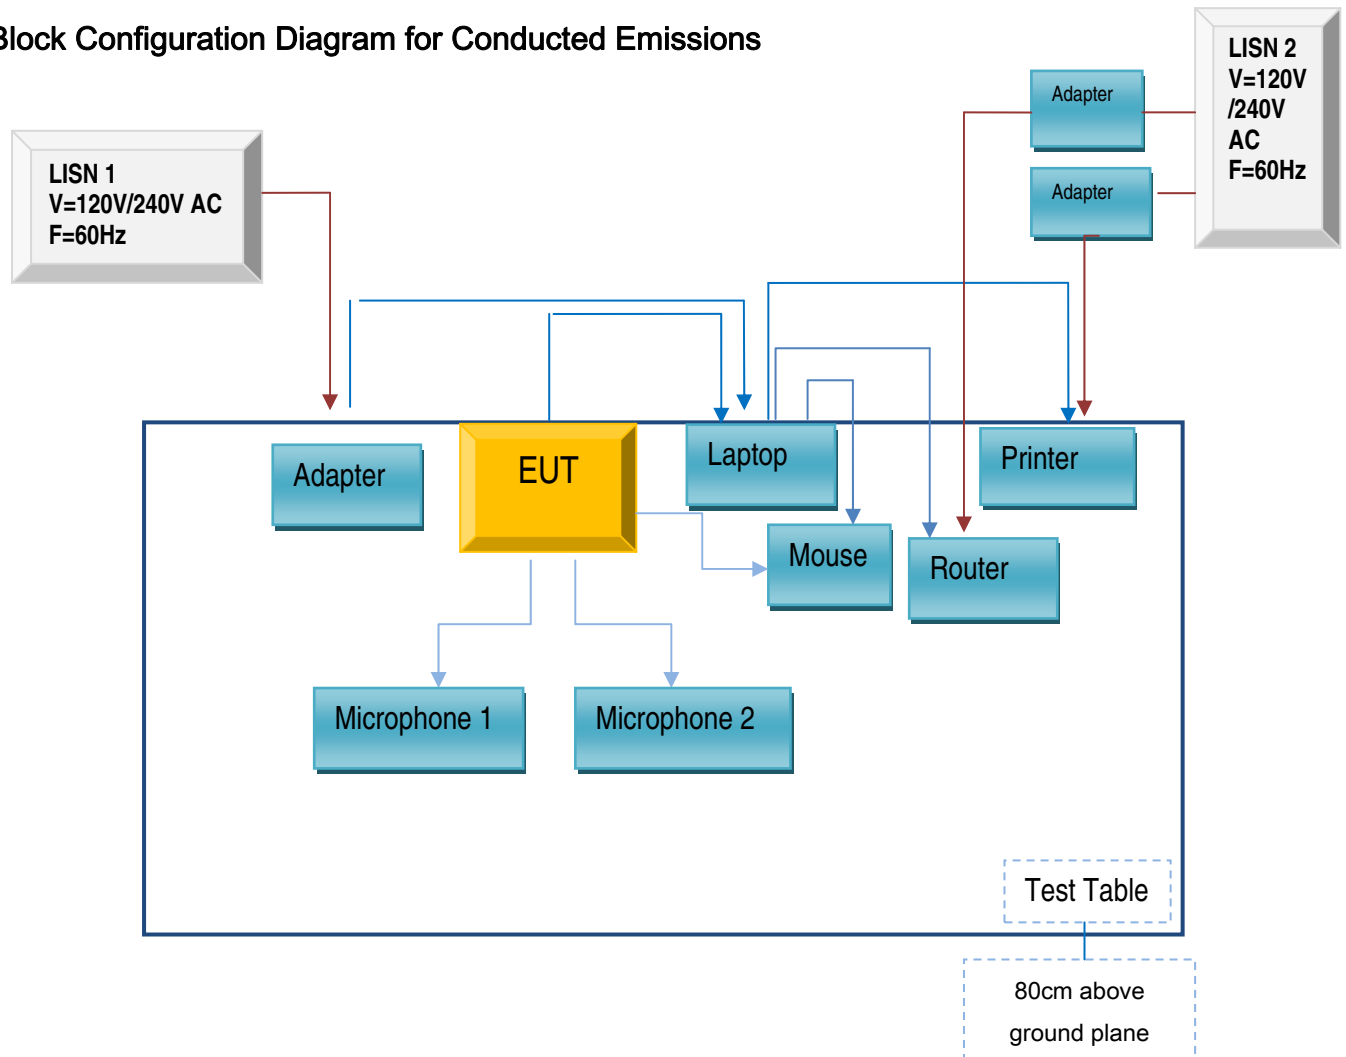 Block Configuration Diagram for Conducted Emissions
LISN 2
V=120V
/240V
AC
F=60Hz
Adapter
Adapter
LISN 1
V=120V/240V AC
F=60Hz
Adapter
EUT
Laptop
Printer
Mouse
Router
Microphone 1
Microphone 2
Test Table
80cm above
ground plane